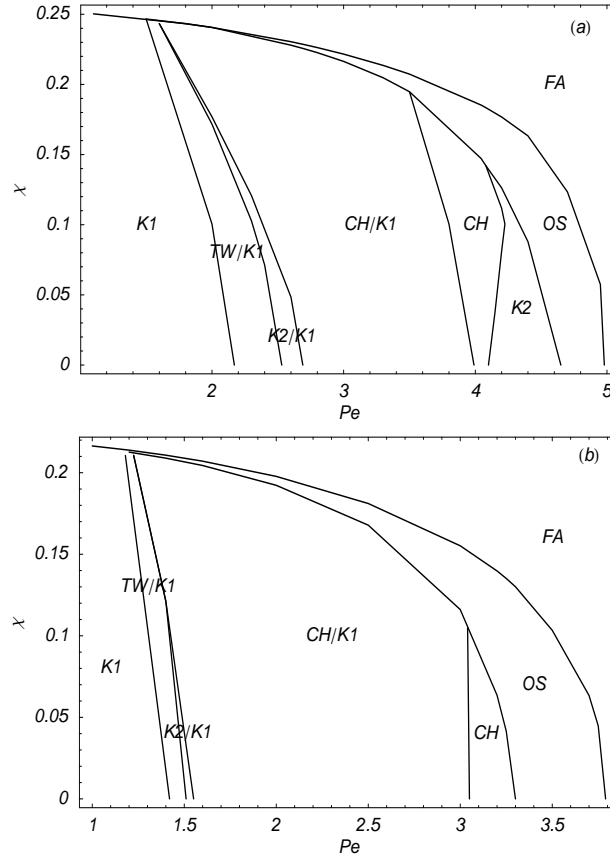 0.25
(a)
0.2
FA
0.15
χ
0.1
K1
CH/K1
CH
OS
TW/K1
0.05
K2
K2/K1
0
2
3
4
5
Pe
(b)
0.2
FA
0.15
TW/K1
χ
0.1
CH/K1
K1
OS
0.05
K2/K1
CH
0
1
1.5
2
2.5
3
3.5
Pe